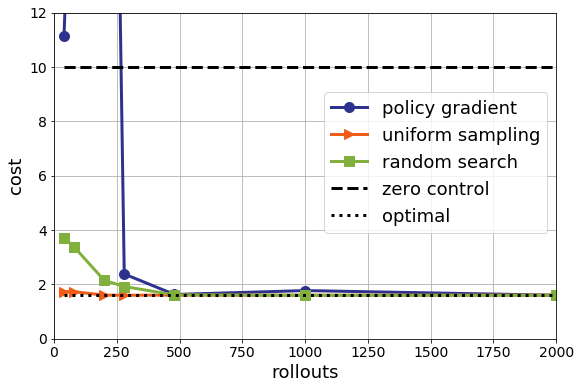 12
10
8
6
4
2
0
cost
policy gradient
uniform sampling
random search
zero control
optimal
0 250 500 750 1000 1250 1500 1750 2000
rollouts